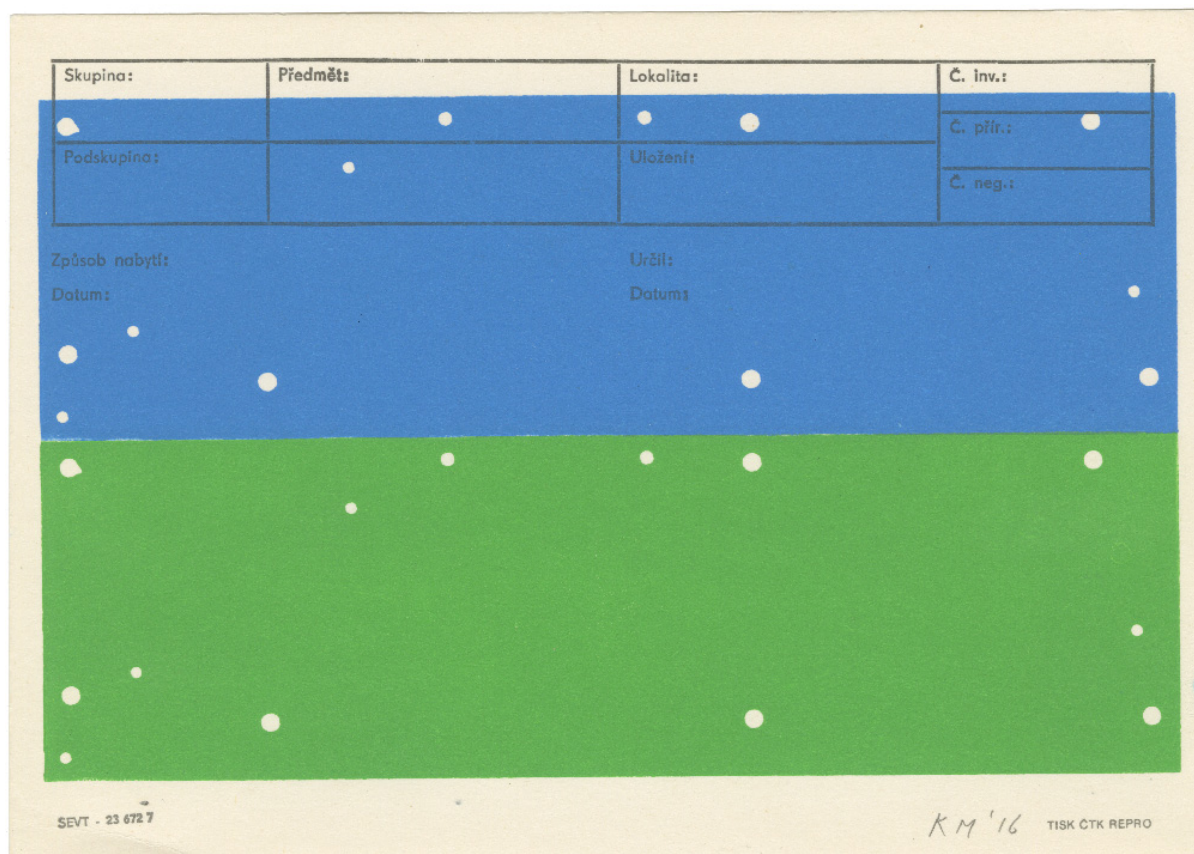 Skupina: Předmět: Lokalita: Č. inv.:
Č. přír.:
Podskupina: Uložení:
Č. neg.:
Způsob nabytí: Určil:
Datum: Datum:
SEVT - 23 672 7 KM '16 TISK ČTK REPRO